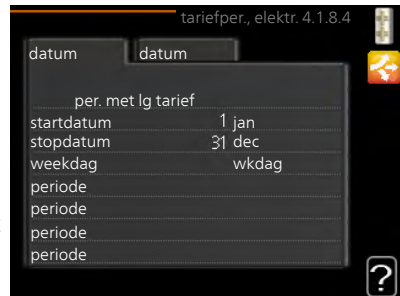 tariefper., elektr. 4.1.8.4
datum datum
per. met lg tarief
startdatum 1 jan
stopdatum 31 dec
weekdag wkdag
periode
periode
periode
periode
?